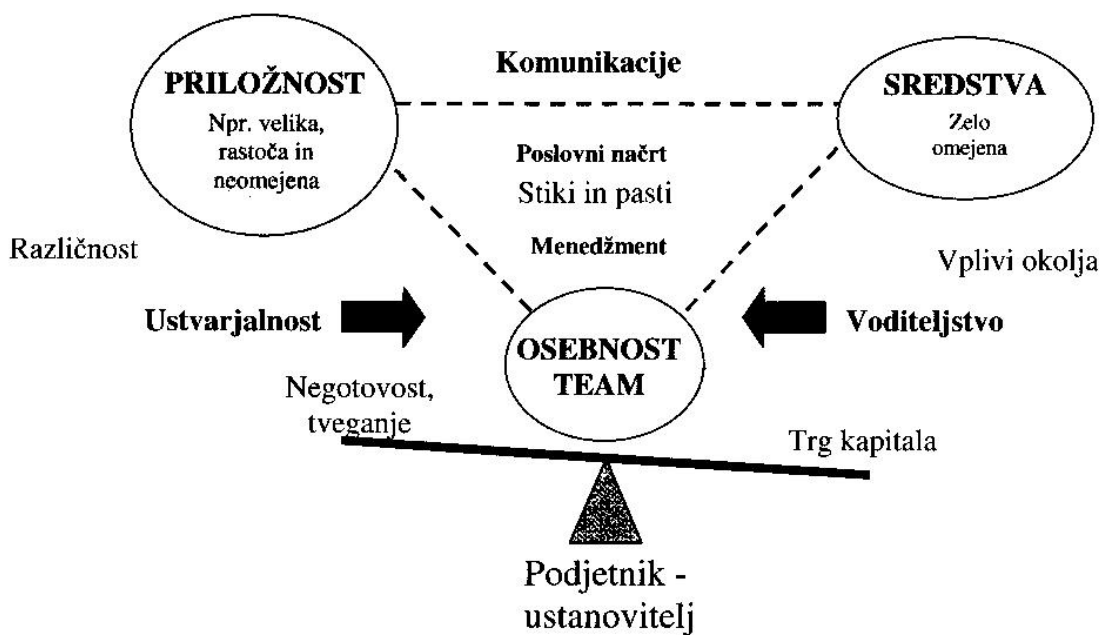 Komunikacije
PRILOŽNOST
Npr. velika,
rastoča in
neomejena
SREDSTVA
Zelo
omejena
Poslovni načrt
Stiki in pasti
Menedžment
Različnost
Vplivi okolja
Ustvarjalnost
Voditeljstvo
OSEBNOST
TEAM
Negotovost,
tveganje
Trg kapitala
Podjetnik -
ustanovitelj